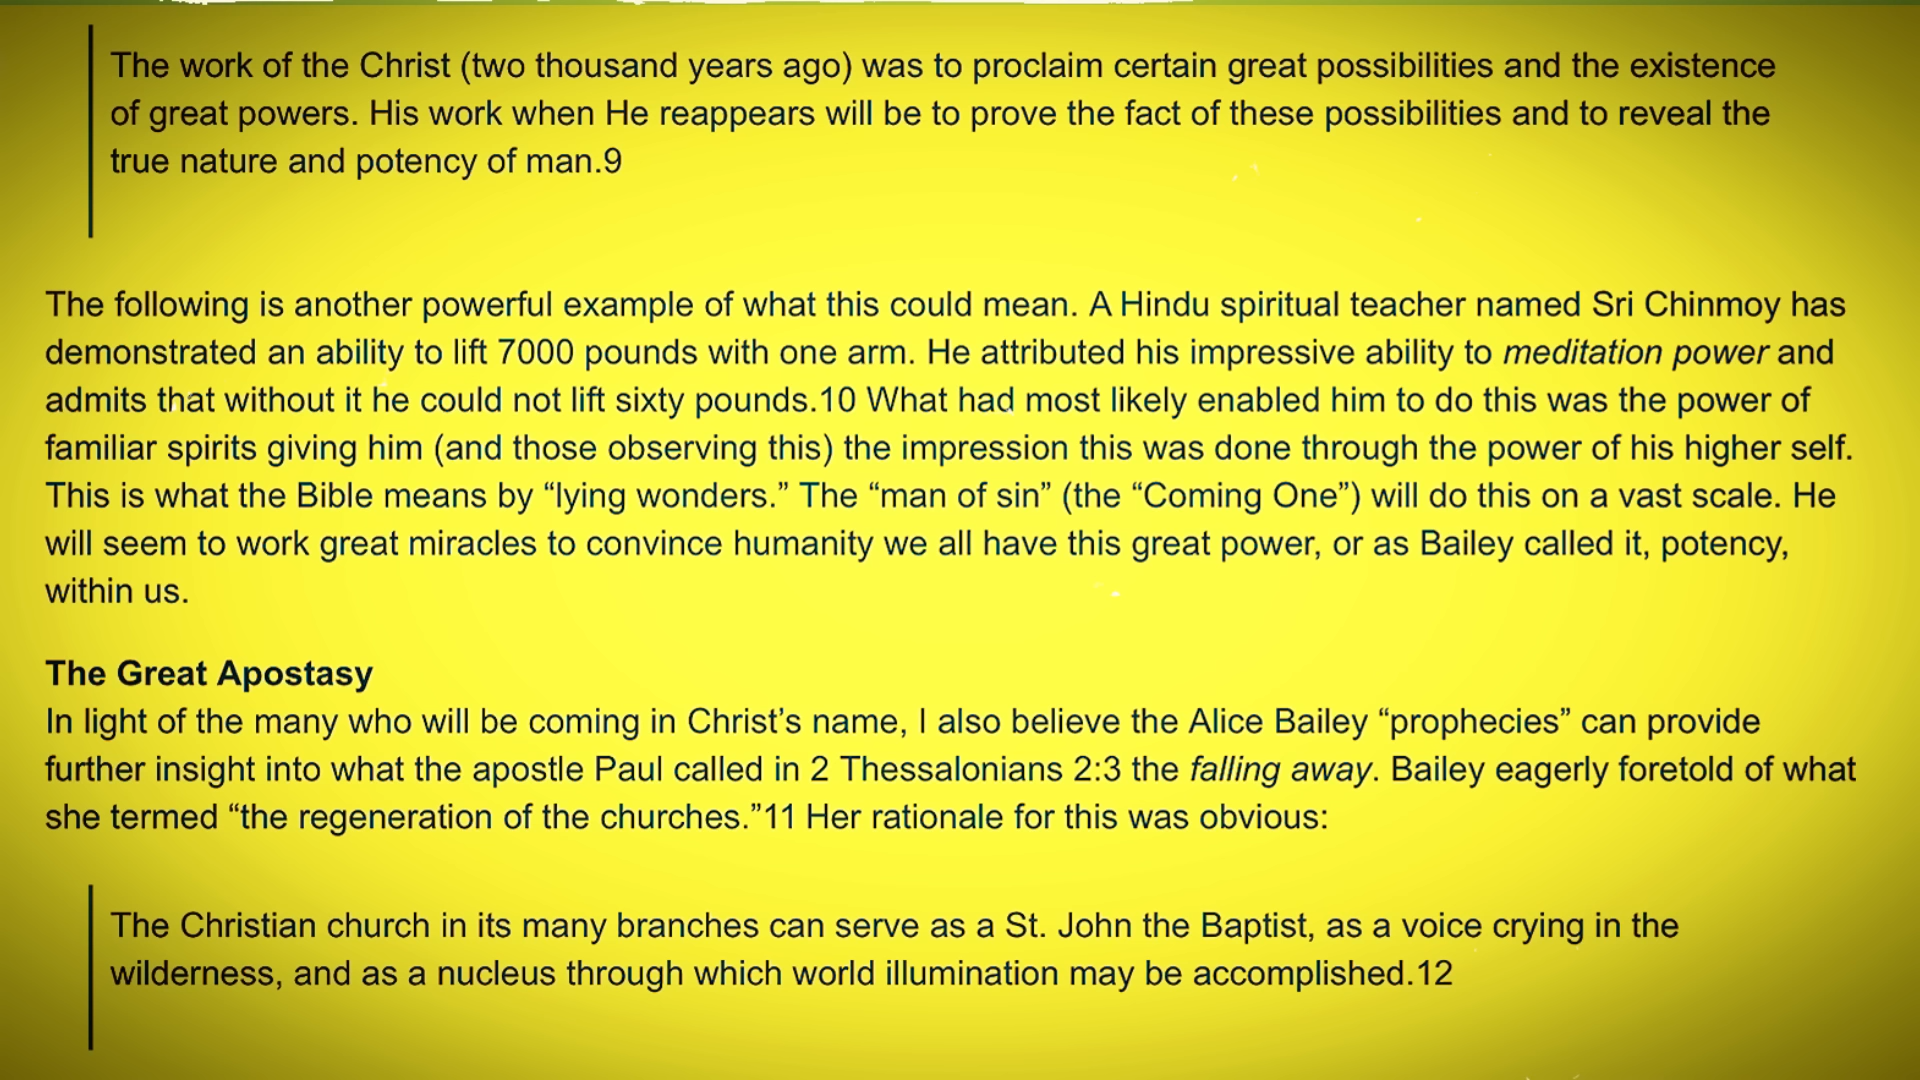 The work of the Christ (two thousand years ago) was to proclaim certain great possibilities and the existence
of great powers. His work when He reappears will be to prove the fact of these possibilities and to reveal the
true nature and potency of man.9
The following is another powerful example of what this could mean. A Hindu spiritual teacher named Sri Chinmoy has
demonstrated an ability to lift 7000 pounds with one arm. He attributed his impressive ability to meditation power and
admits that without it he could not lift sixty pounds.10 What had most likely enabled him to do this was the power of
familiar spirits giving him (and those observing this) the impression this was done through the power of his higher self.
This is what the Bible means by “lying wonders.” The “man of sin” (the “Coming One”) will do this on a vast scale. He
will seem to work great miracles to convince humanity we all have this great power, or as Bailey called it, potency,
within us.
The Great Apostasy
In light of the many who will be coming in Christ’s name, I also believe the Alice Bailey “prophecies” can provide
further insight into what the apostle Paul called in 2 Thessalonians 2:3 the falling away. Bailey eagerly foretold of what
she termed “the regeneration of the churches.”11 Her rationale for this was obvious:
The Christian church in its many branches can serve as a St. John the Baptist, as a voice crying in the
wilderness, and as a nucleus through which world illumination may be accomplished.12